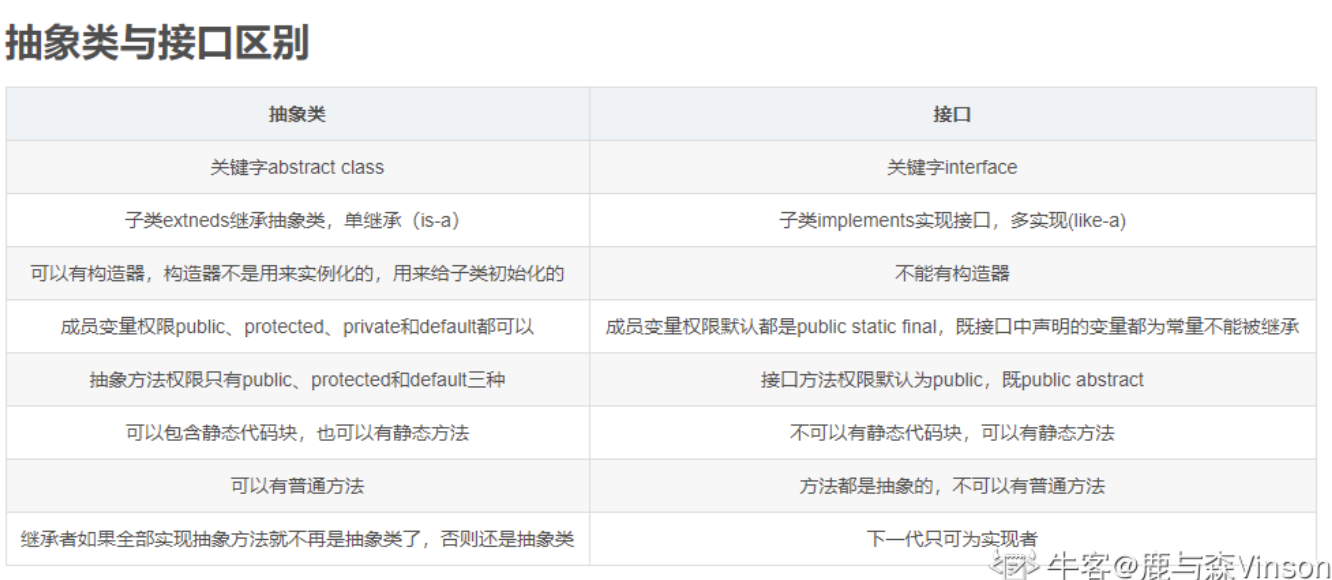 抽象类与接口区别
抽象类 接口
关键字abstract class 关键字interface
子类extneds继承抽象类，单继承（is-a） 子类implements实现接口，多实现(like-a)
可以有构造器，构造器不是用来实例化的，用来给子类初始化的 不能有构造器
成员变量权限public、protected、private和default都可以 成员变量权限默认都是public static final，既接口中声明的变量都为常量不能被继承
抽象方法权限只有public、protected和default三种 接口方法权限默认为public，既public abstract
可以包含静态代码块，也可以有静态方法 不可以有静态代码块，可以有静态方法
可以有普通方法 方法都是抽象的，不可以有普通方法
继承者如果全部实现抽象方法就不再是抽象类了，否则还是抽象类 下一代只可为实现者
牛客@鹿与森Vinson